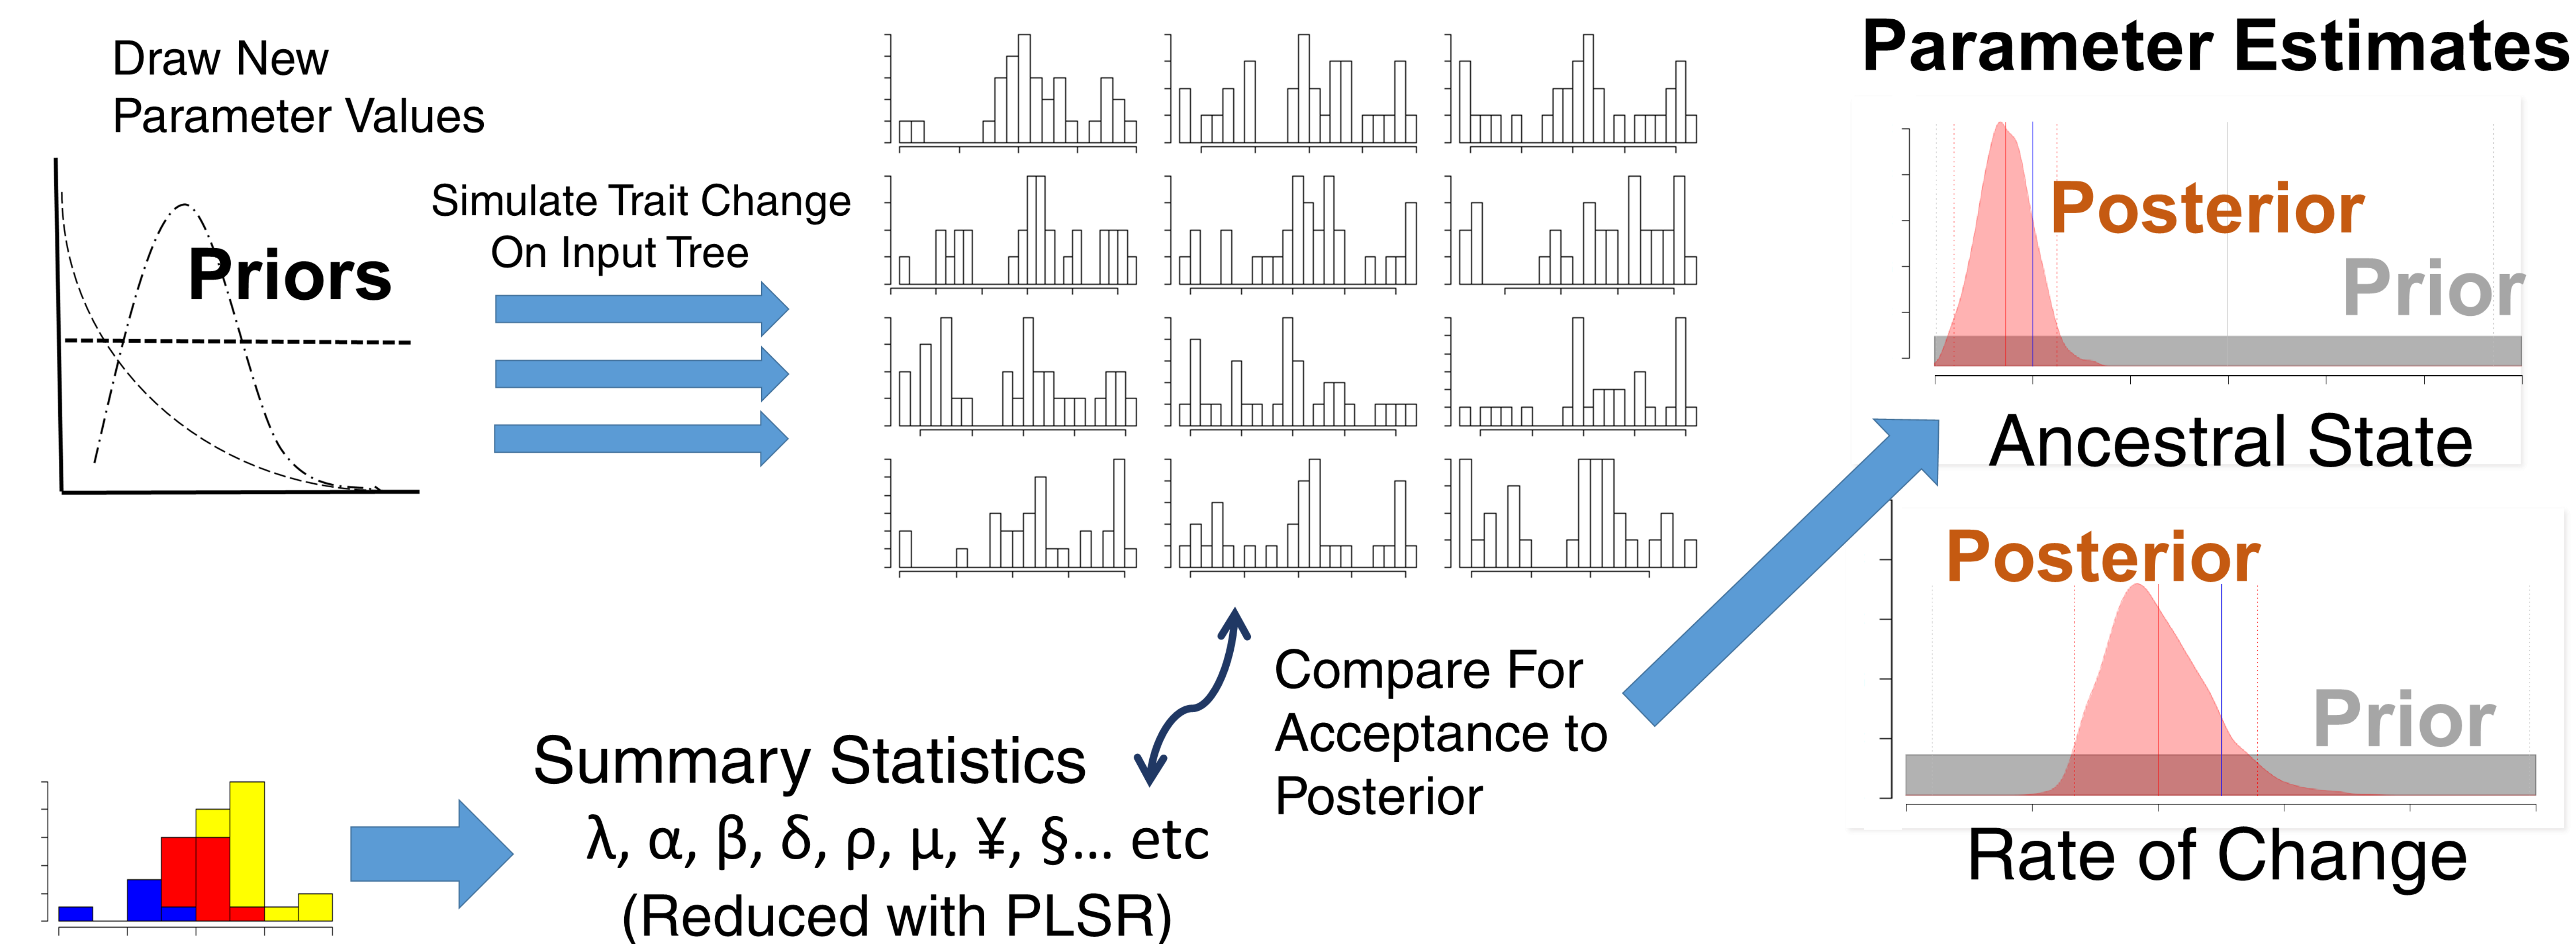 Draw New
Parameter Values
Priors
Simulate Trait Change
On Input Tree
Parameter Estimates
Posterior
Prior
Ancestral State
Posterior
Prior
Rate of Change
Compare For
Acceptance to
Posterior
Summary Statistics
λ, α, β, δ, ρ, μ, ¥, §... etc
(Reduced with PLSR)